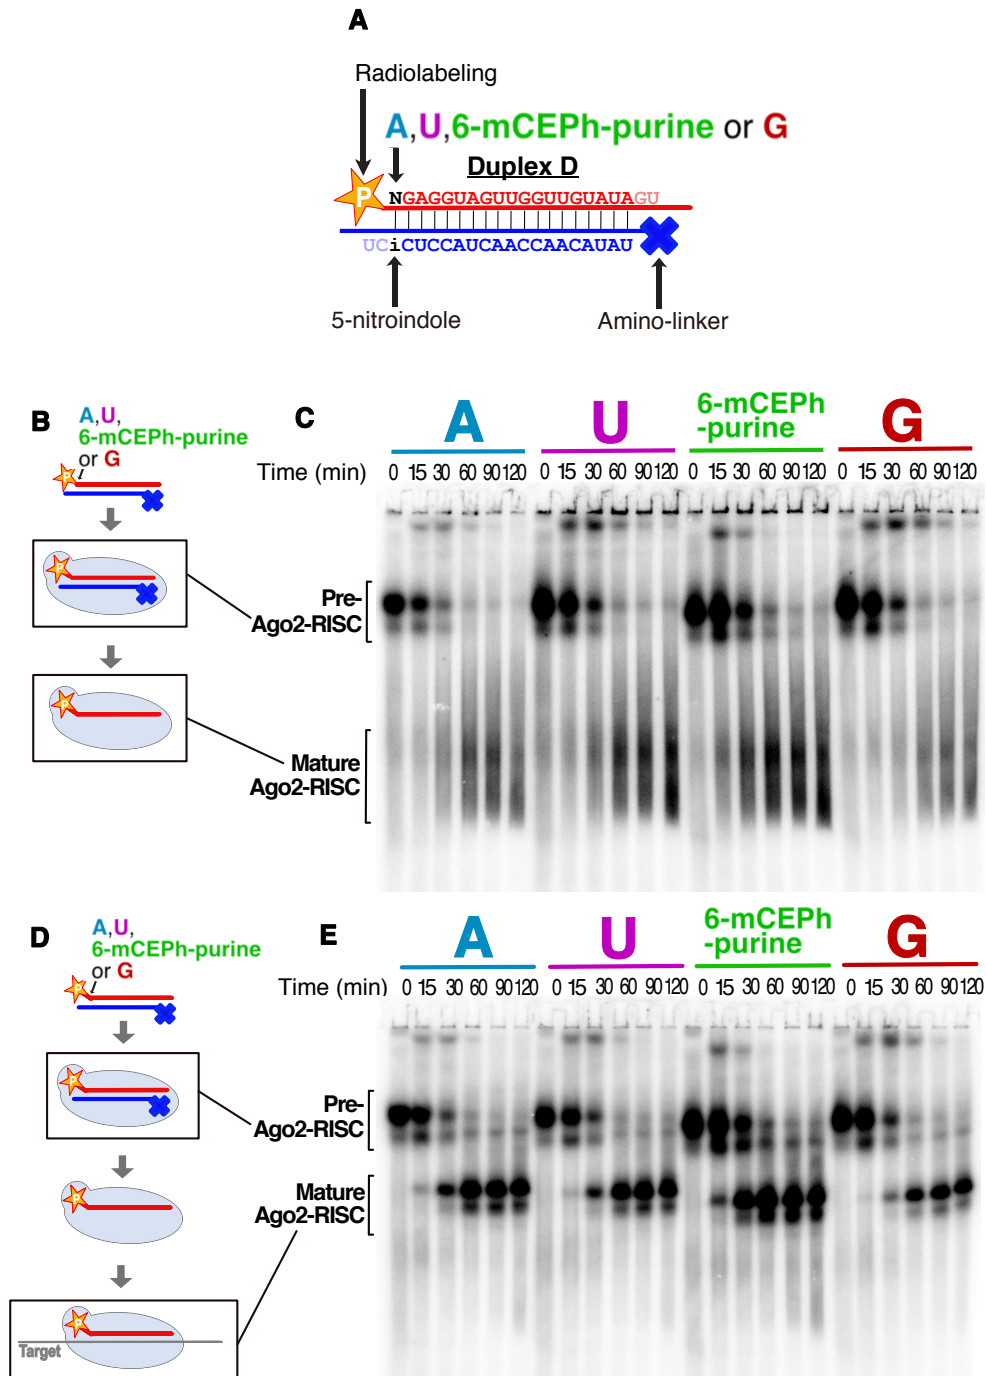 A
Radiolabeling
A,U,6-mCEPh-purine or G
Duplex D
P
NGAGGUAGUUGGUUGUAUAGU
UCiCUCCAUCAACCAACAUAU
5-nitroindole
Amino-linker
B
A,U,
6-mCEPh-purine
or G
P
P
P
C
A
U
6-mCEPh
-purine
G
Time (min) 0 15 30 60 90 120 0 15 30 60 90 120 0 15 30 60 90 120 0 15 30 60 90 120
Pre-
Ago2-RISC
Mature
Ago2-RISC
D
A,U,
6-mCEPh-purine
or G
P
P
P
P
Target
E
A
U
6-mCEPh
-purine
G
Time (min) 0 15 30 60 90 120 0 15 30 60 90 120 0 15 30 60 90 120 0 15 30 60 90 120
Pre-
Ago2-RISC
Mature
Ago2-RISC